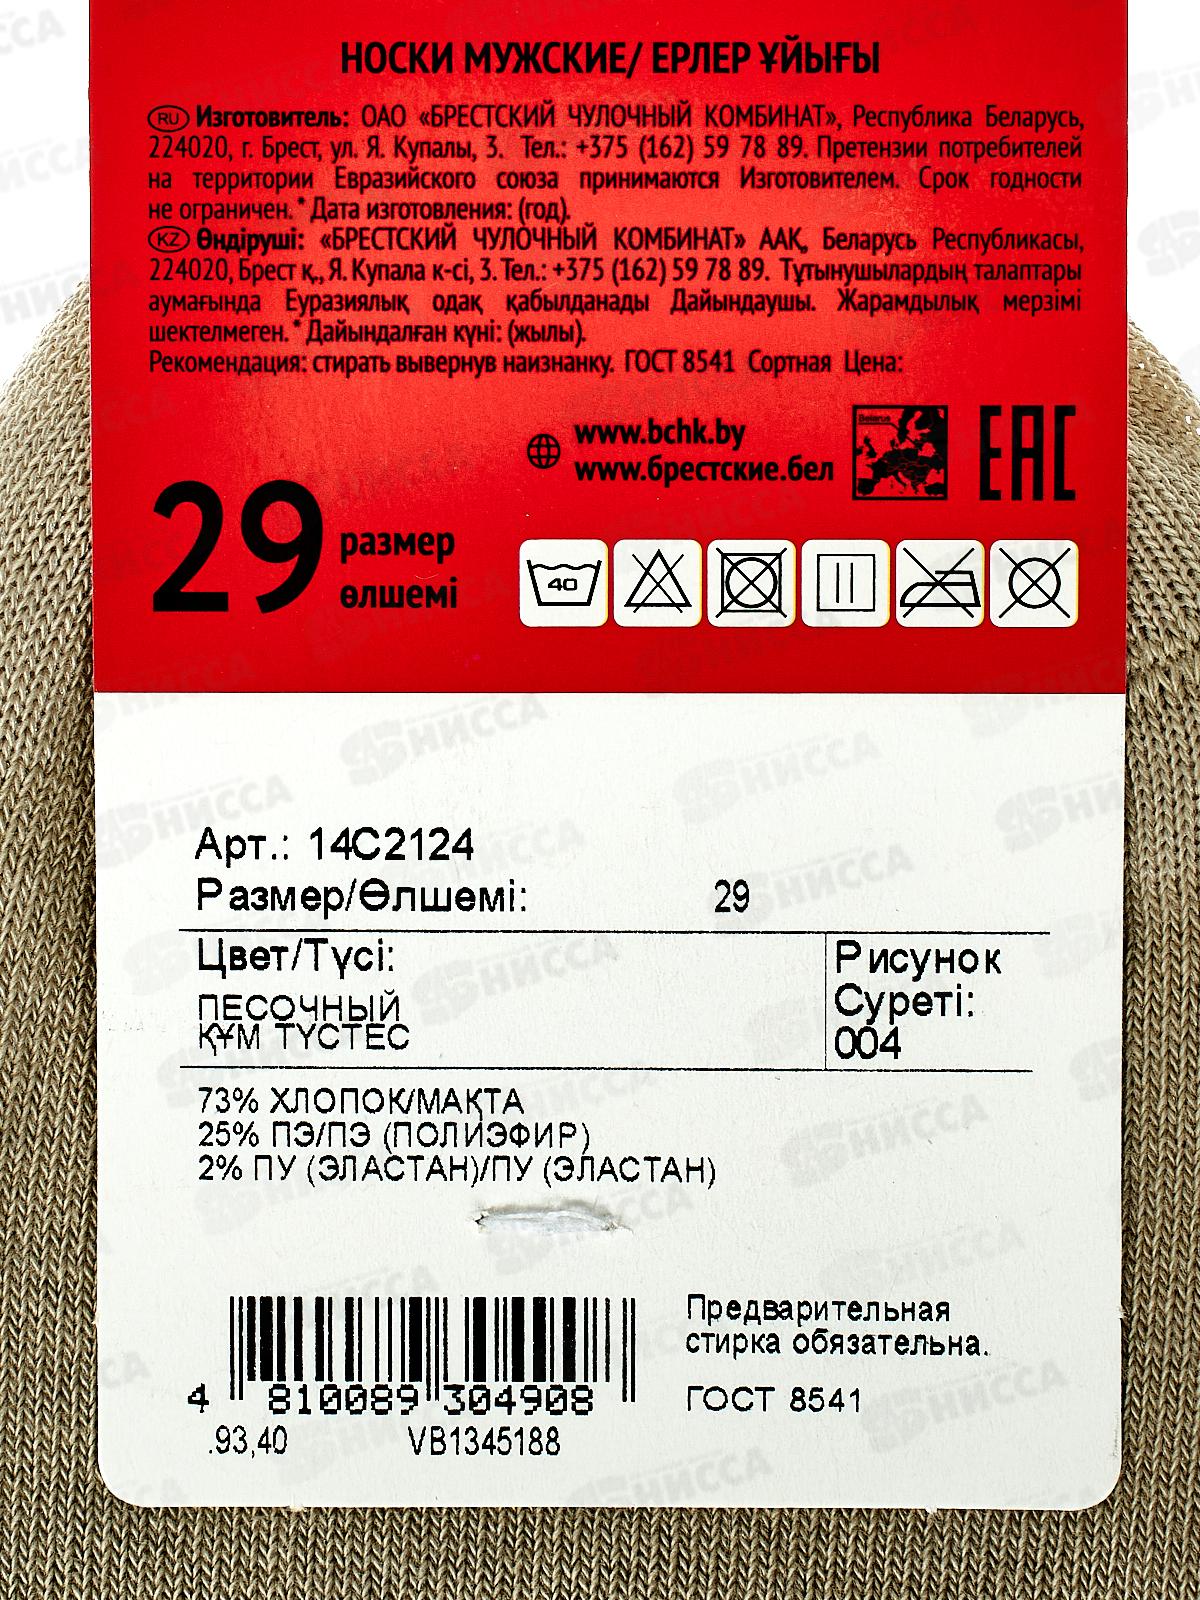 НОСКИ МУЖСКИЕ/ ЕРЛЕР ҰЙЫҒЫ
RU Изготовитель: ОАО «БРЕСТСКИЙ ЧУЛОЧНЫЙ КОМБИНАТ», Республика Беларусь,
224020, г. Брест, ул. Я. Купалы, 3. Тел.: +375 (162) 59 78 89. Претензии потребителей
на территории Евразийского союза принимаются Изготовителем. Срок годности
не ограничен. * Дата изготовления: (год).
KZ Өндіруші: «БРЕСТСКИЙ ЧУЛОЧНЫЙ КОМБИНАТ» ААҚ, Беларусь Республикасы,
224020, Брест қ., Я. Купала к-сі, 3. Тел.: +375 (162) 59 78 89. Тұтынушылардың талаптары
аумағында Еуразиялық одақ қабылданады Дайындаушы. Жарамдылық мерзімі
шектелмеген. * Дайындалған күні: (жылы).
Рекомендация: стирать вывернув наизнанку. ГОСТ 8541 Сортная Цена:
www.bchk.by
www.брестские.бел
Belarus
EAC
29 размер
өлшемі
40
Арт.: 14С2124
Размер/Өлшемі: 29
Цвет/Түсі:
ПЕСОЧНЫЙ
ҚҰМ ТҮСТЕС
Рисунок
Суреті:
004
73% ХЛОПОК/МАҚТА
25% ПЭ/ПЭ (ПОЛИЭФИР)
2% ПУ (ЭЛАСТАН)/ПУ (ЭЛАСТАН)
Предварительная
стирка обязательна.
ГОСТ 8541
4 810089 304908
.93,40 VB1345188
НИССА